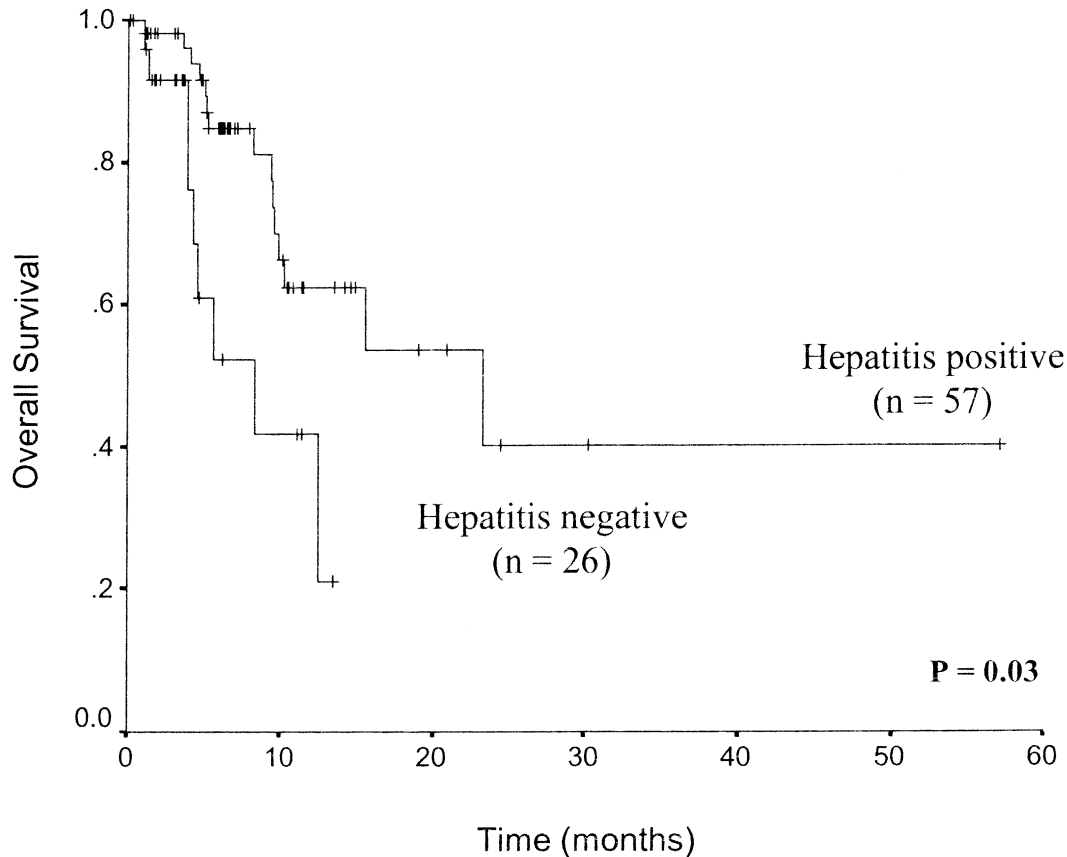 1.0
.8
.6
.4
.2
0.0
Overall Survival
Hepatitis positive
(n = 57)
Hepatitis negative
(n = 26)
P = 0.03
0 10 20 30 40 50 60
Time (months)